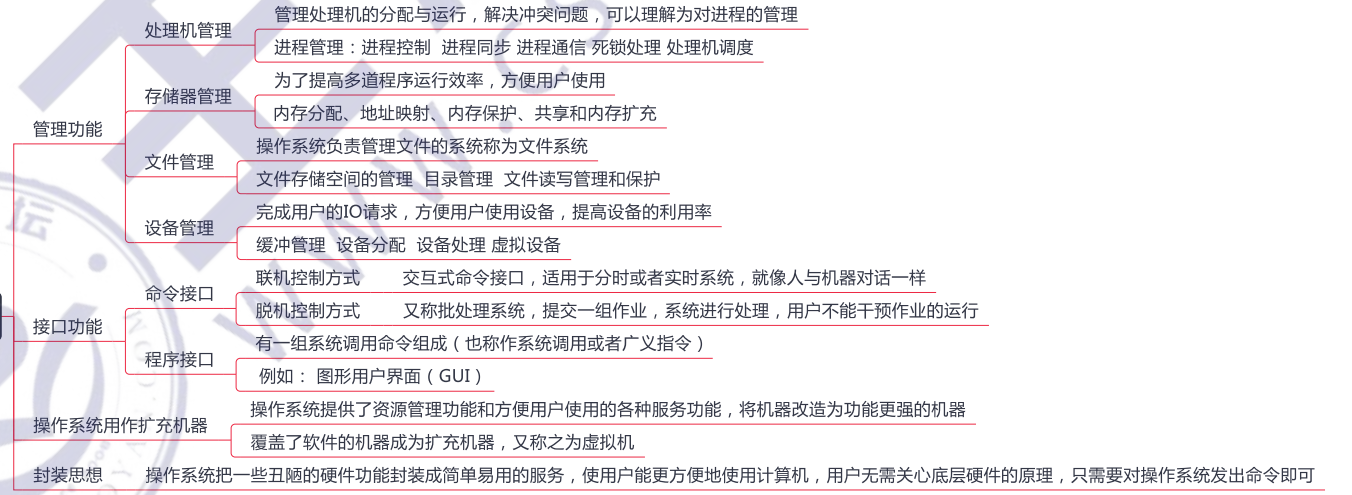 处理机管理
管理处理机的分配与运行，解决冲突问题，可以理解为对进程的管理
进程管理：进程控制 进程同步 进程通信 死锁处理 处理机调度
存储器管理
为了提高多道程序运行效率，方便用户使用
内存分配、地址映射、内存保护、共享和内存扩充
管理功能
文件管理
操作系统负责管理文件的系统称为文件系统
文件存储空间的管理 目录管理 文件读写管理和保护
设备管理
完成用户的IO请求，方便用户使用设备，提高设备的利用率
缓冲管理 设备分配 设备处理 虚拟设备
命令接口
联机控制方式 交互式命令接口，适用于分时或者实时系统，就像人与机器对话一样
脱机控制方式 又称批处理系统，提交一组作业，系统进行处理，用户不能干预作业的运行
接口功能
程序接口
有一组系统调用命令组成（也称作系统调用或者广义指令）
例如： 图形用户界面（GUI）
操作系统用作扩充机器
操作系统提供了资源管理功能和方便用户使用的各种服务功能，将机器改造为功能更强的机器
覆盖了软件的机器成为扩充机器，又称之为虚拟机
封装思想 操作系统把一些丑陋的硬件功能封装成简单易用的服务，使用户能更方便地使用计算机，用户无需关心底层硬件的原理，只需要对操作系统发出命令即可
坛
WWW.CS